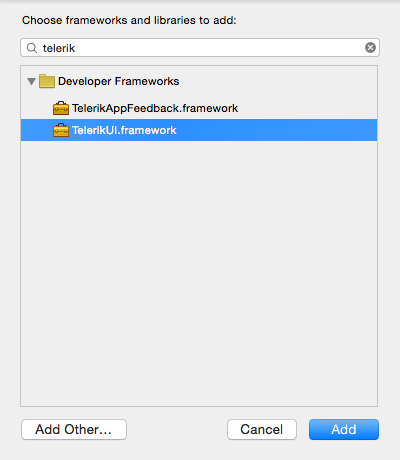 Choose frameworks and libraries to add:
telerik
Developer Frameworks
TelerikAppFeedback.framework
TelerikUI.framework
Add Other...
Cancel
Add